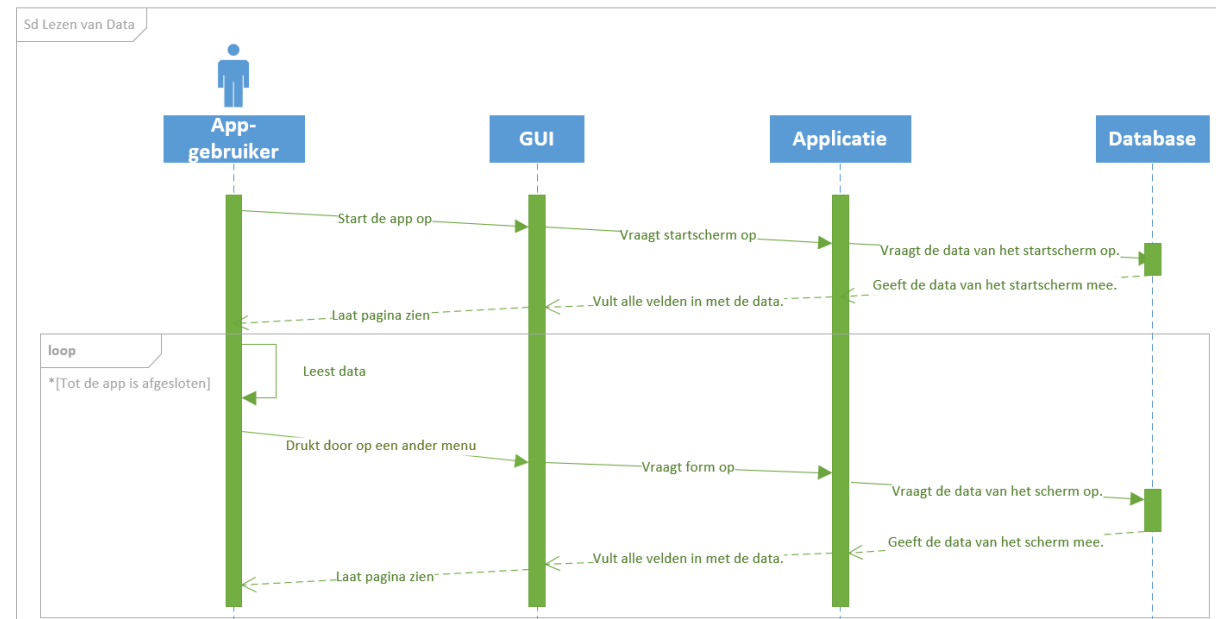 Sd Lezen van Data
App-
gebruiker
GUI
Applicatie
Database
Start de app op
Vraagt startscherm op
Vraagt de data van het startscherm op.
Geeft de data van het startscherm mee.
Vult alle velden in met de data.
Laat pagina zien
loop
*[Tot de app is afgesloten]
Leest data
Drukt door op een ander menu
Vraagt form op
Vraagt de data van het scherm op.
Geeft de data van het scherm mee.
Vult alle velden in met de data.
Laat pagina zien